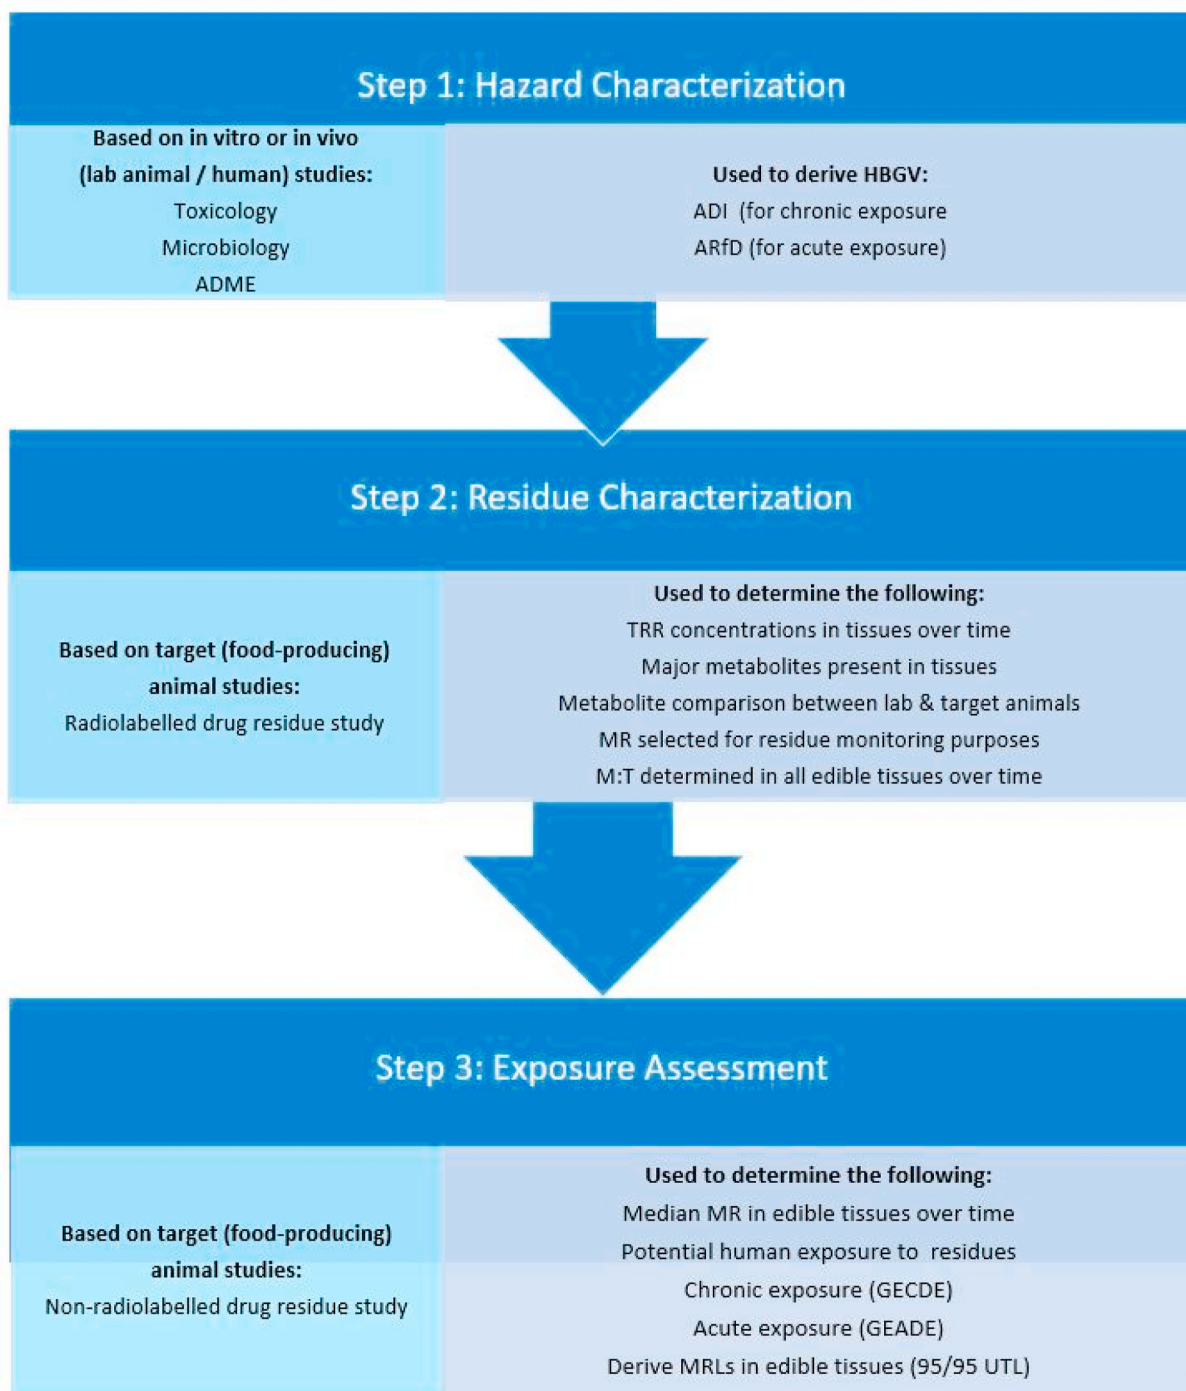 Step 1: Hazard Characterization
Based on in vitro or in vivo
(lab animal / human) studies:
Toxicology
Microbiology
ADME
Used to derive HBGV:
ADI (for chronic exposure
ARfD (for acute exposure)
Step 2: Residue Characterization
Based on target (food-producing)
animal studies:
Radiolabelled drug residue study
Used to determine the following:
TRR concentrations in tissues over time
Major metabolites present in tissues
Metabolite comparison between lab & target animals
MR selected for residue monitoring purposes
M:T determined in all edible tissues over time
Step 3: Exposure Assessment
Based on target (food-producing)
animal studies:
Non-radiolabelled drug residue study
Used to determine the following:
Median MR in edible tissues over time
Potential human exposure to residues
Chronic exposure (GECDE)
Acute exposure (GEADE)
Derive MRLs in edible tissues (95/95 UTL)